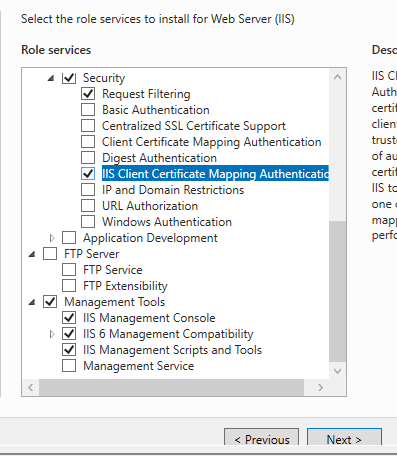 Select the role services to install for Web Server (IIS)
Role services
Desc
Security
Request Filtering
Basic Authentication
Centralized SSL Certificate Support
Client Certificate Mapping Authentication
Digest Authentication
IIS Client Certificate Mapping Authenticatio
IP and Domain Restrictions
URL Authorization
Windows Authentication
Application Development
FTP Server
FTP Service
FTP Extensibility
Management Tools
IIS Management Console
IIS 6 Management Compatibility
IIS Management Scripts and Tools
Management Service
IIS Cl
Auth
certif
client
truste
of au
certif
IIS to
one o
mapp
perfo
< Previous
Next >